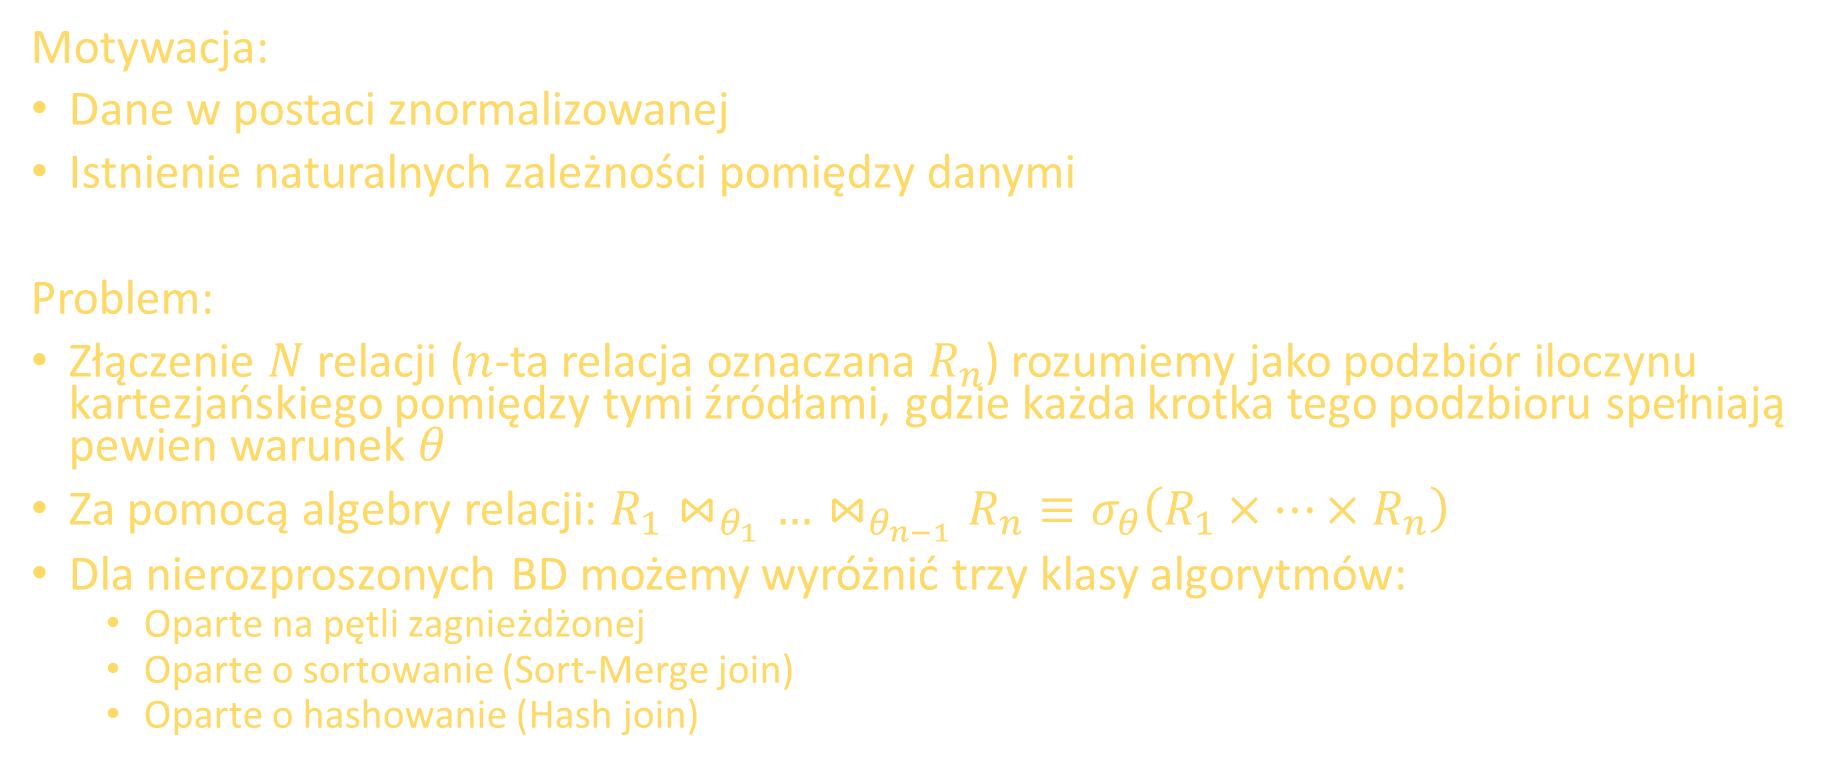 Motywacja:
• Dane w postaci znormalizowanej
• Istnienie naturalnych zależności pomiędzy danymi
Problem:
• Złączenie N relacji (n-ta relacja oznaczana Rₙ) rozumiemy jako podzbiór iloczynu
kartezjańskiego pomiędzy tymi źródłami, gdzie każda krotka tego podzbioru spełniają
pewien warunek θ
• Za pomocą algebry relacji: R₁ ⋈_θ₁ … ⋈_θₙ₋₁ Rₙ ≡ σ_θ(R₁ × ⋯ × Rₙ)
• Dla nierozproszonych BD możemy wyróżnić trzy klasy algorytmów:
• Oparte na pętli zagnieżdżonej
• Oparte o sortowanie (Sort-Merge join)
• Oparte o hashowanie (Hash join)